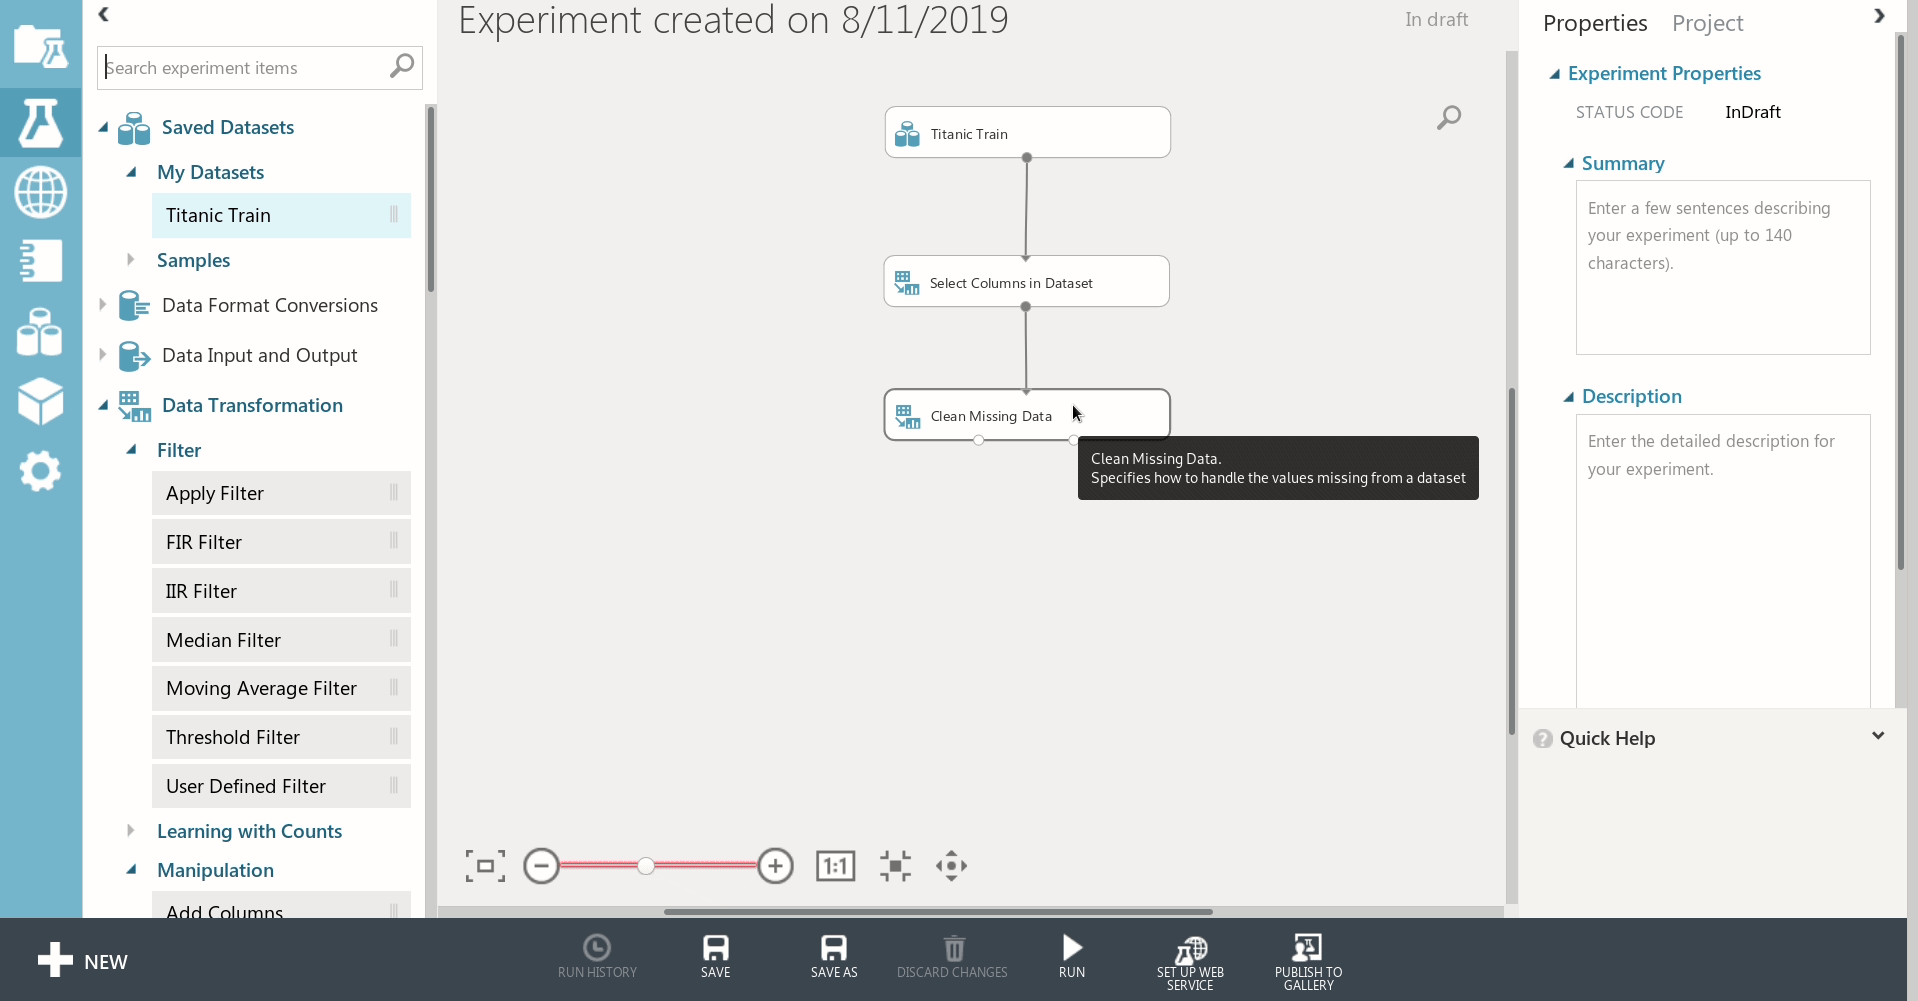 Experiment created on 8/11/2019
In draft
Search experiment items
Saved Datasets
My Datasets
Titanic Train
Samples
Data Format Conversions
Data Input and Output
Data Transformation
Filter
Apply Filter
FIR Filter
IIR Filter
Median Filter
Moving Average Filter
Threshold Filter
User Defined Filter
Learning with Counts
Manipulation
Add Columns
Titanic Train
Select Columns in Dataset
Clean Missing Data
Clean Missing Data.
Specifies how to handle the values missing from a dataset
1:1
Properties Project
Experiment Properties
STATUS CODE InDraft
Summary
Enter a few sentences describing
your experiment (up to 140
characters).
Description
Enter the detailed description for
your experiment.
? Quick Help
NEW
RUN HISTORY
SAVE
SAVE AS
DISCARD CHANGES
RUN
SET UP WEB
SERVICE
PUBLISH TO
GALLERY